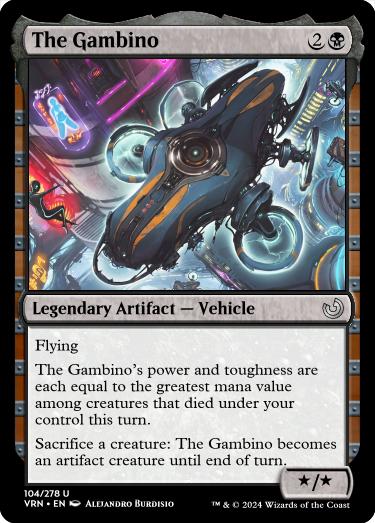 The Gambino 2
Legendary Artifact — Vehicle
Flying
The Gambino's power and toughness are
each equal to the greatest mana value
among creatures that died under your
control this turn.
Sacrifice a creature: The Gambino becomes
an artifact creature until end of turn.
★/★
104/278 U
VRN • EN Alejandro Burdisio
™ & © 2024 Wizards of the Coast